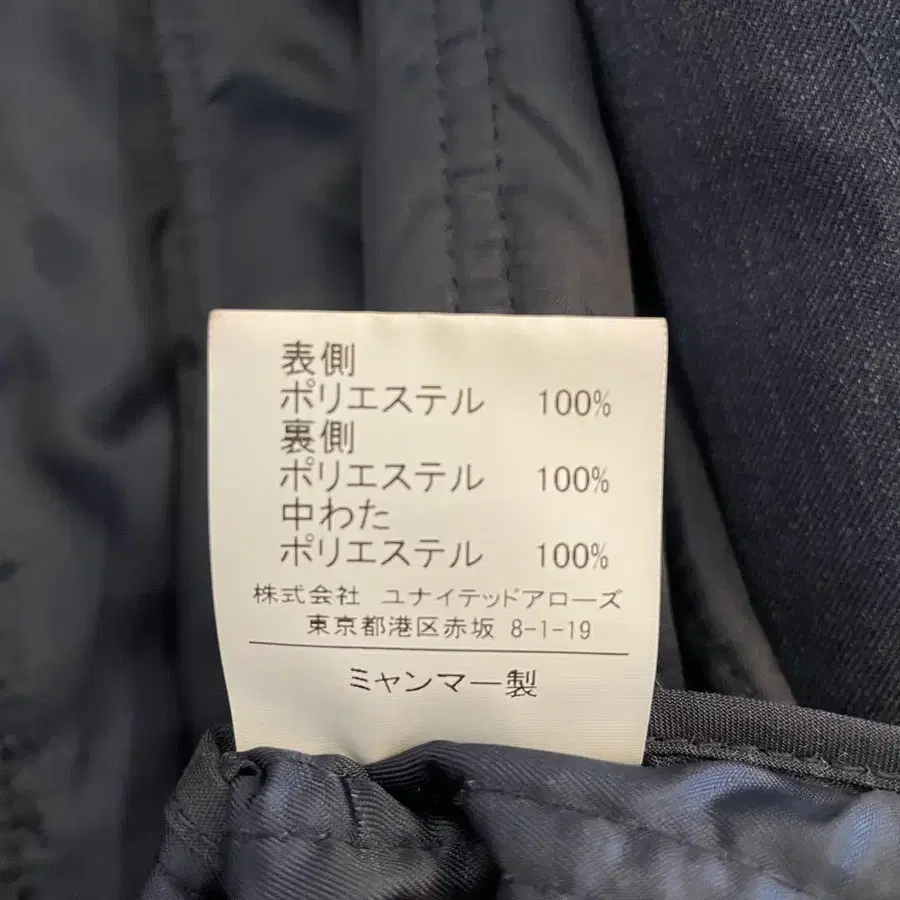 表側
ポリエステル 100%
裏側
ポリエステル 100%
中わた
ポリエステル 100%
株式会社 ユナイテッドアローズ
東京都港区赤坂 8-1-19
ミャンマー製